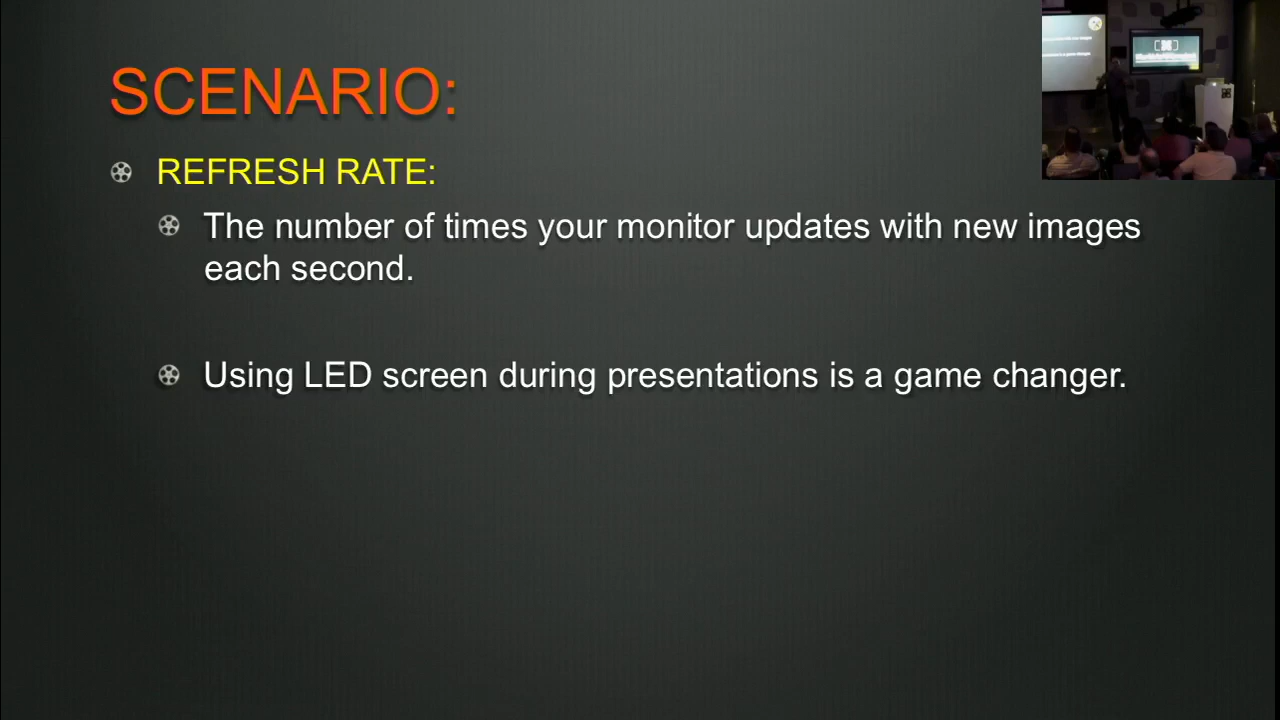 SCENARIO:
REFRESH RATE:
The number of times your monitor updates with new images
each second.
Using LED screen during presentations is a game changer.